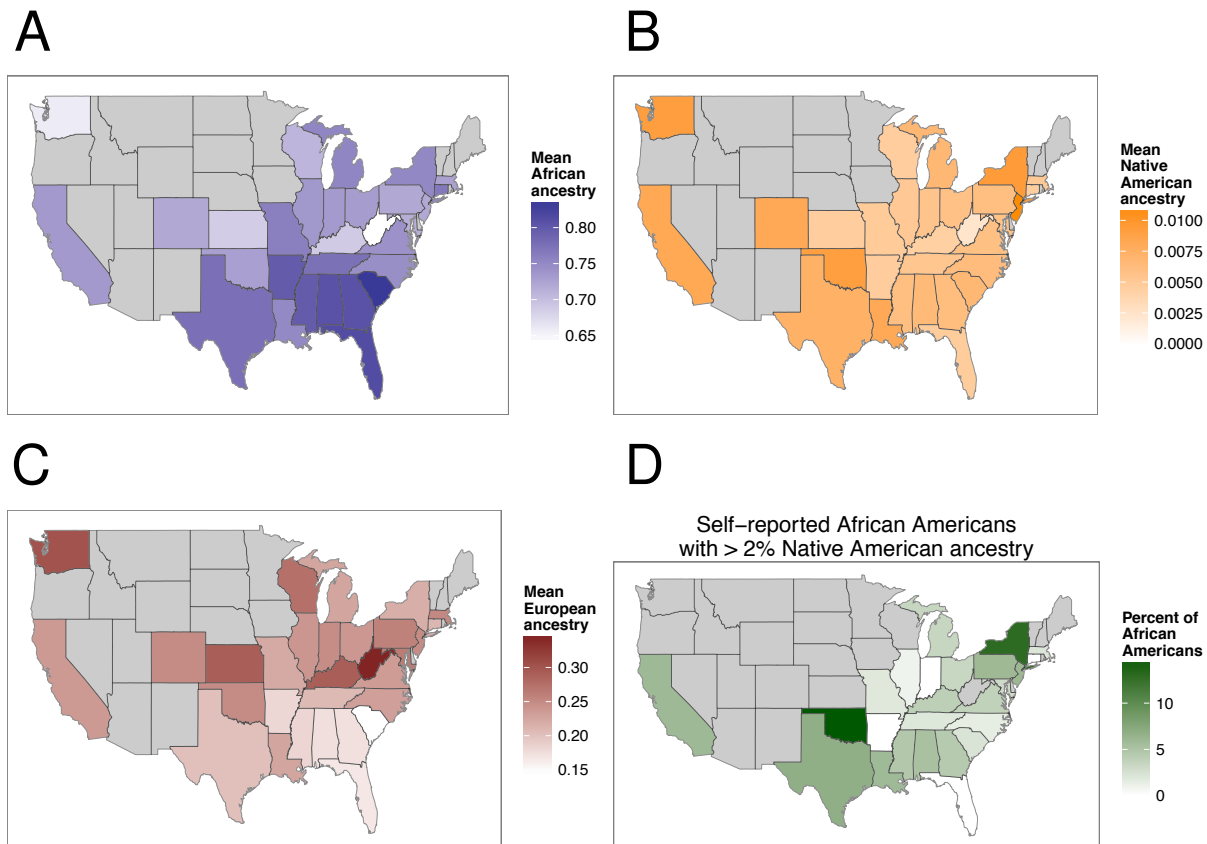 A
Mean
African
ancestry
0.80
0.75
0.70
0.65
B
Mean
Native
American
ancestry
0.0100
0.0075
0.0050
0.0025
0.0000
C
Mean
European
ancestry
0.30
0.25
0.20
0.15
D
Self−reported African Americans
with > 2% Native American ancestry
Percent of
African
Americans
10
5
0